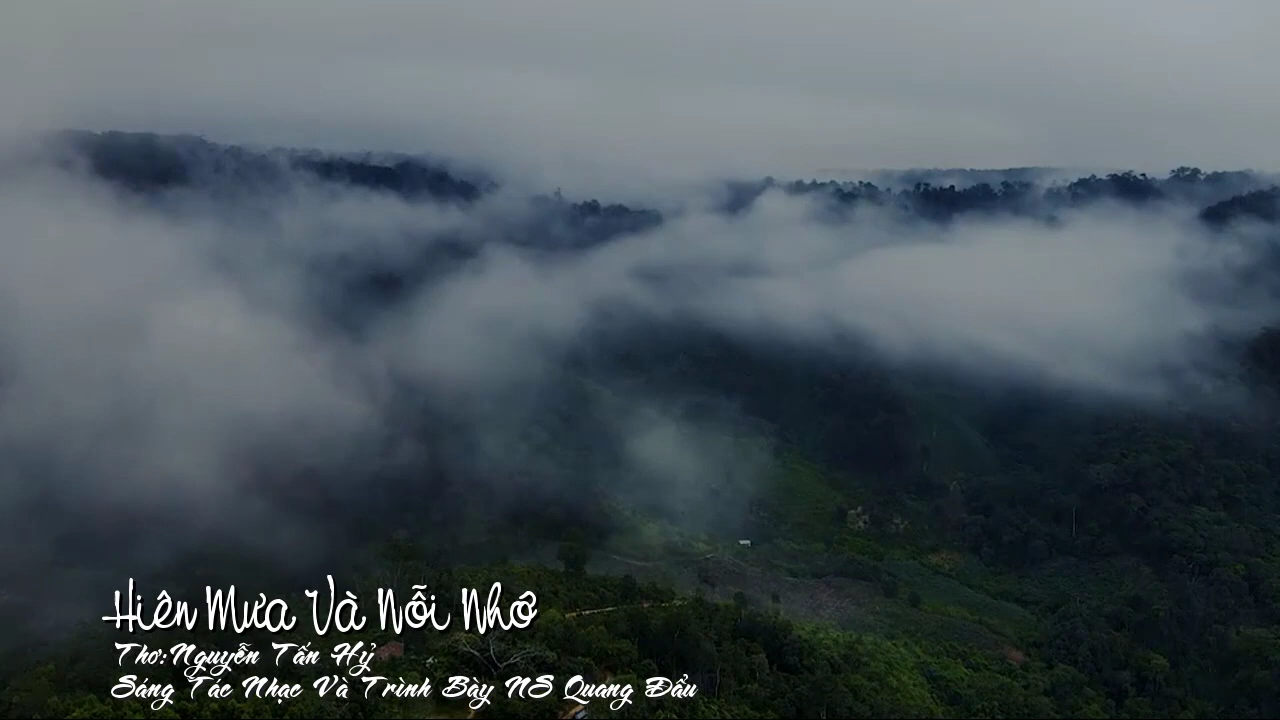 Hiên Mưa Và Nỗi Nhớ
Thơ:Nguyễn Tấn Hỷ
Sáng Tác Nhạc Và Trình Bày NS Quang Đẩu